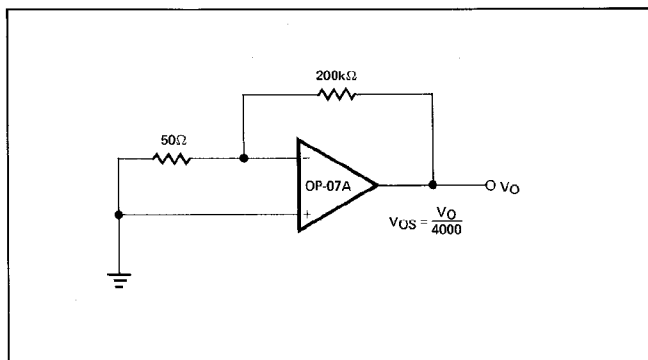 200kΩ
50Ω
−
OP-07A
+
VO
VOS = VO
4000